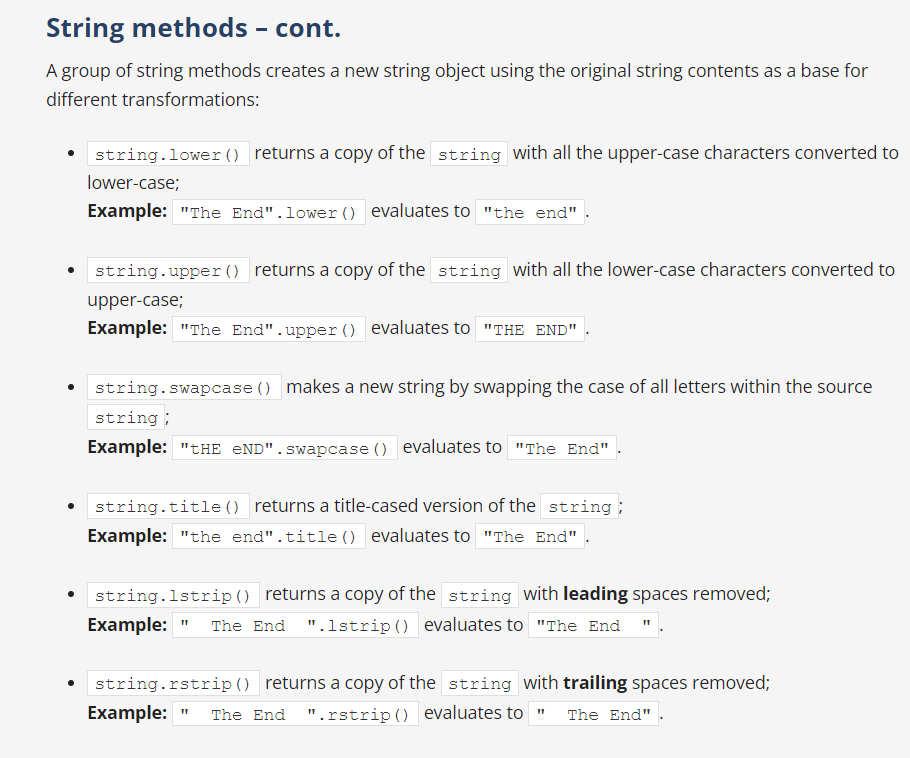 String methods – cont.
A group of string methods creates a new string object using the original string contents as a base for
different transformations:
• string.lower() returns a copy of the string with all the upper-case characters converted to
lower-case;
Example: "The End".lower() evaluates to "the end".
• string.upper() returns a copy of the string with all the lower-case characters converted to
upper-case;
Example: "The End".upper() evaluates to "THE END".
• string.swapcase() makes a new string by swapping the case of all letters within the source
string;
Example: "tHE eND".swapcase() evaluates to "The End".
• string.title() returns a title-cased version of the string;
Example: "the end".title() evaluates to "The End".
• string.lstrip() returns a copy of the string with leading spaces removed;
Example: "  The End  ".lstrip() evaluates to "The End  ".
• string.rstrip() returns a copy of the string with trailing spaces removed;
Example: "  The End  ".rstrip() evaluates to "  The End".